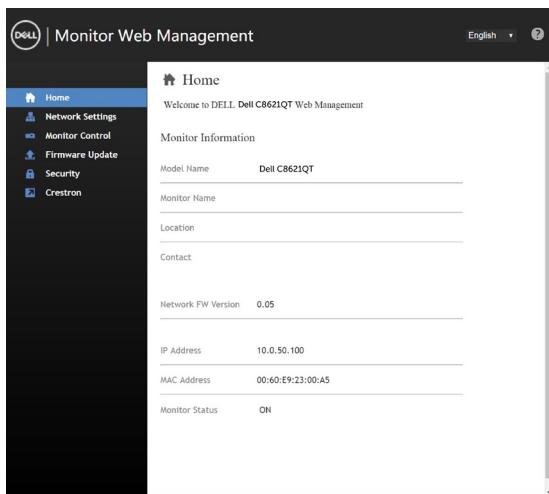 DELL | Monitor Web Management
English
?
Home
Network Settings
Monitor Control
Firmware Update
Security
Crestron
Home
Welcome to DELL Dell C8621QT Web Management
Monitor Information
Model Name Dell C8621QT
Monitor Name
Location
Contact
Network FW Version 0.05
IP Address 10.0.50.100
MAC Address 00:60:E9:23:00:A5
Monitor Status ON